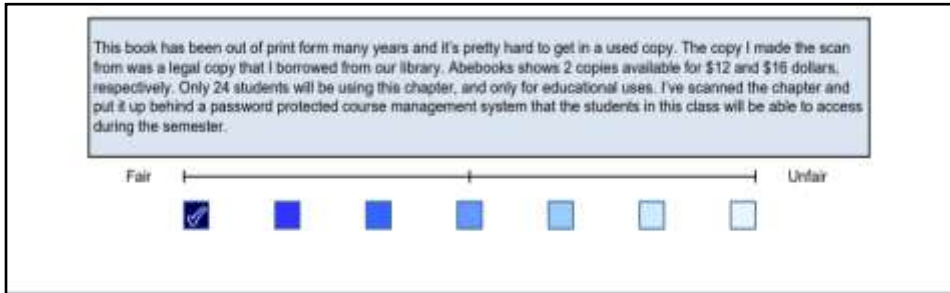 This book has been out of print form many years and it's pretty hard to get in a used copy. The copy I made the scan
from was a legal copy that I borrowed from our library. Abebooks shows 2 copies available for $12 and $16 dollars,
respectively. Only 24 students will be using this chapter, and only for educational uses. I've scanned the chapter and
put it up behind a password protected course management system that the students in this class will be able to access
during the semester.
Fair Unfair